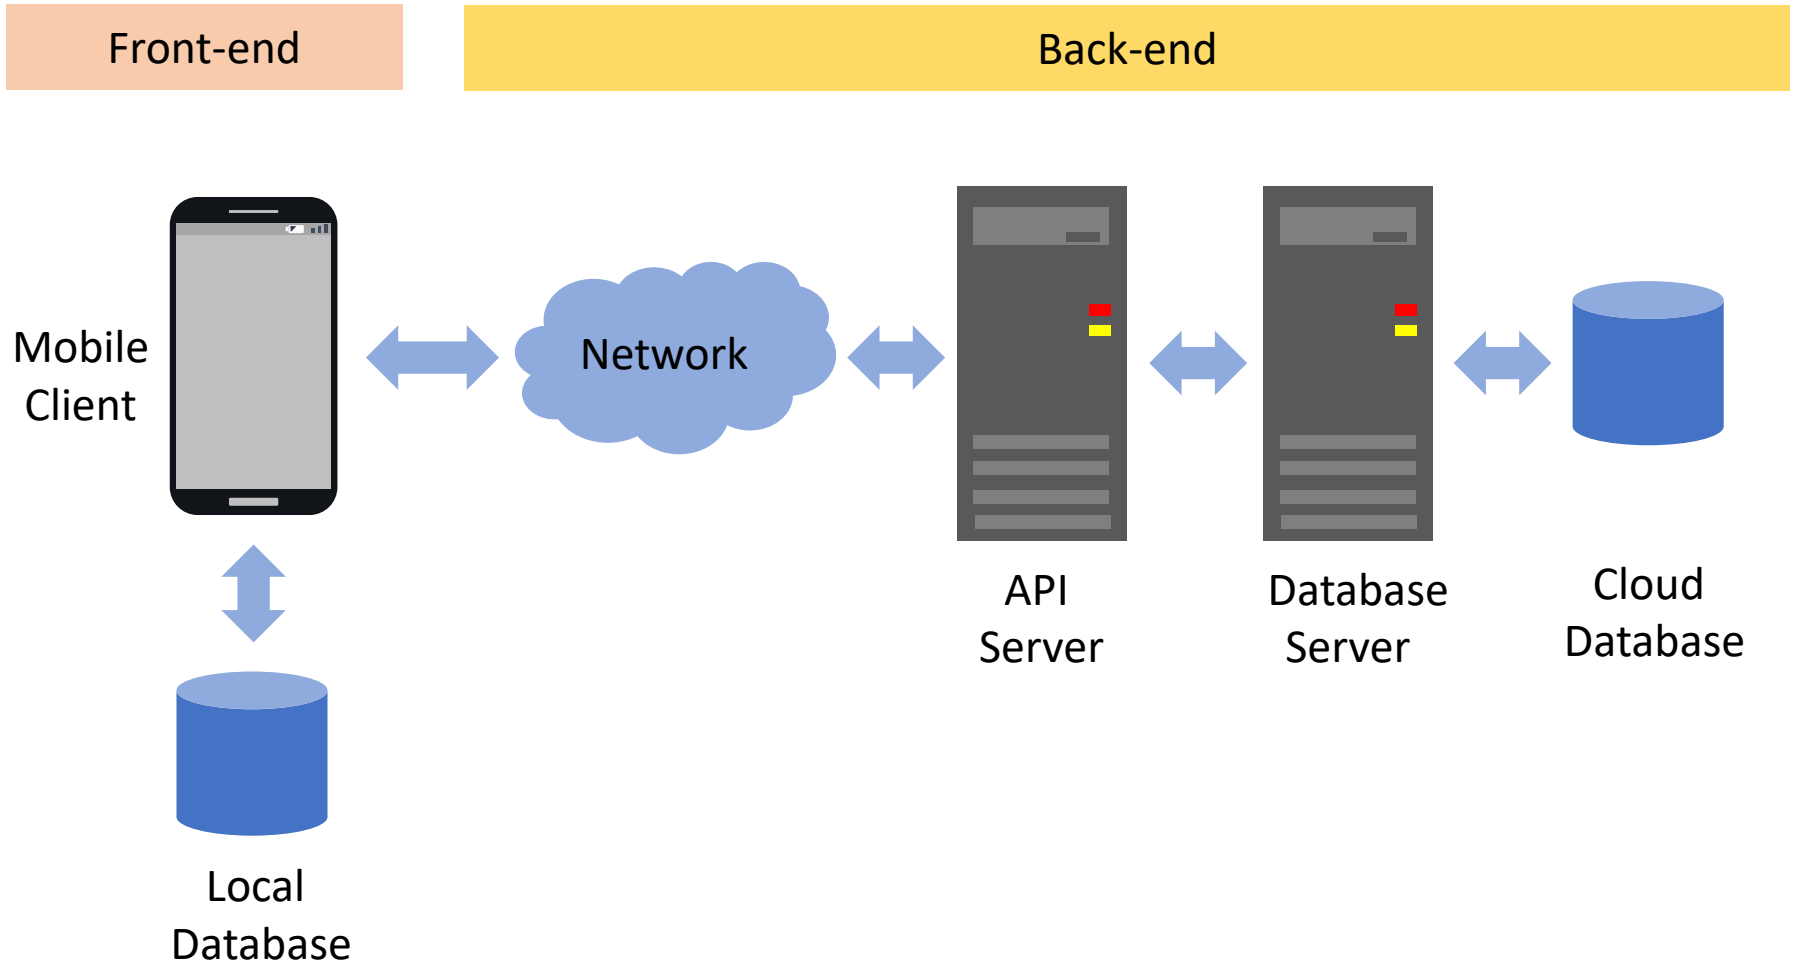 Front-end
Back-end
Mobile
Client
Network
API
Server
Database
Server
Cloud
Database
Local
Database